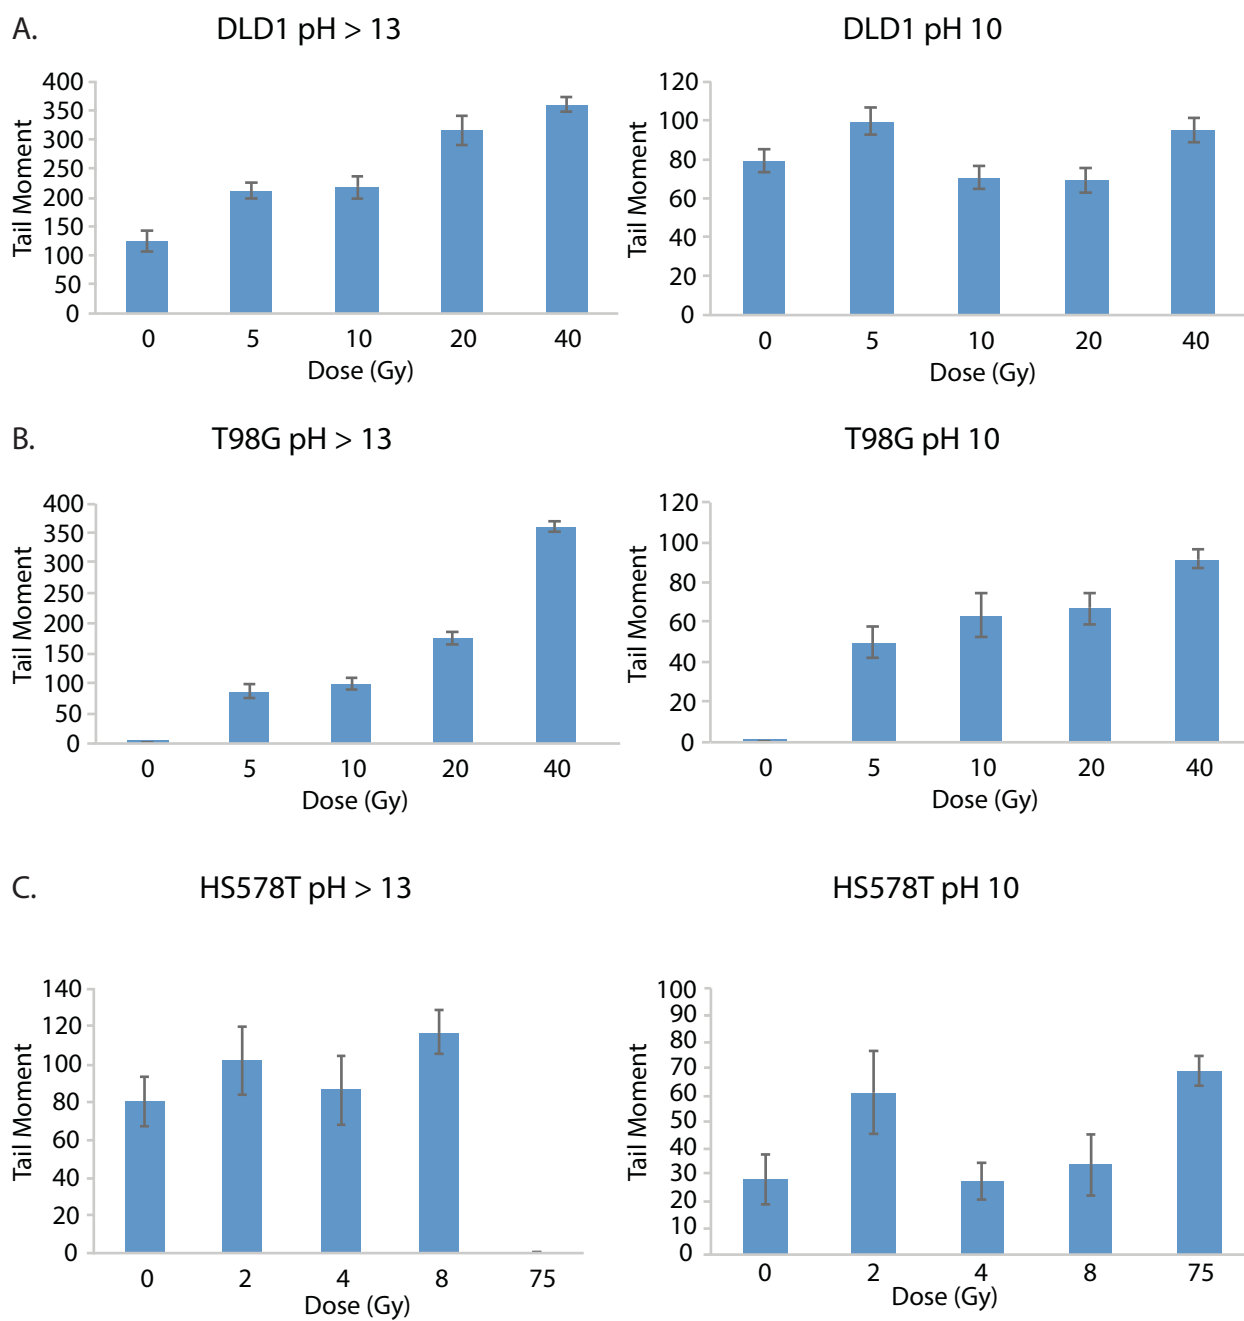 A.
DLD1 pH > 13
DLD1 pH 10
Tail Moment
400
350
300
250
200
150
100
50
0
0 5 10 20 40
Dose (Gy)
Tail Moment
120
100
80
60
40
20
0
0 5 10 20 40
Dose (Gy)
B.
T98G pH > 13
T98G pH 10
Tail Moment
400
350
300
250
200
150
100
50
0
0 5 10 20 40
Dose (Gy)
Tail Moment
120
100
80
60
40
20
0
0 5 10 20 40
Dose (Gy)
C.
HS578T pH > 13
HS578T pH 10
Tail Moment
140
120
100
80
60
40
20
0
0 2 4 8 75
Dose (Gy)
Tail Moment
100
90
80
70
60
50
40
30
20
10
0
0 2 4 8 75
Dose (Gy)